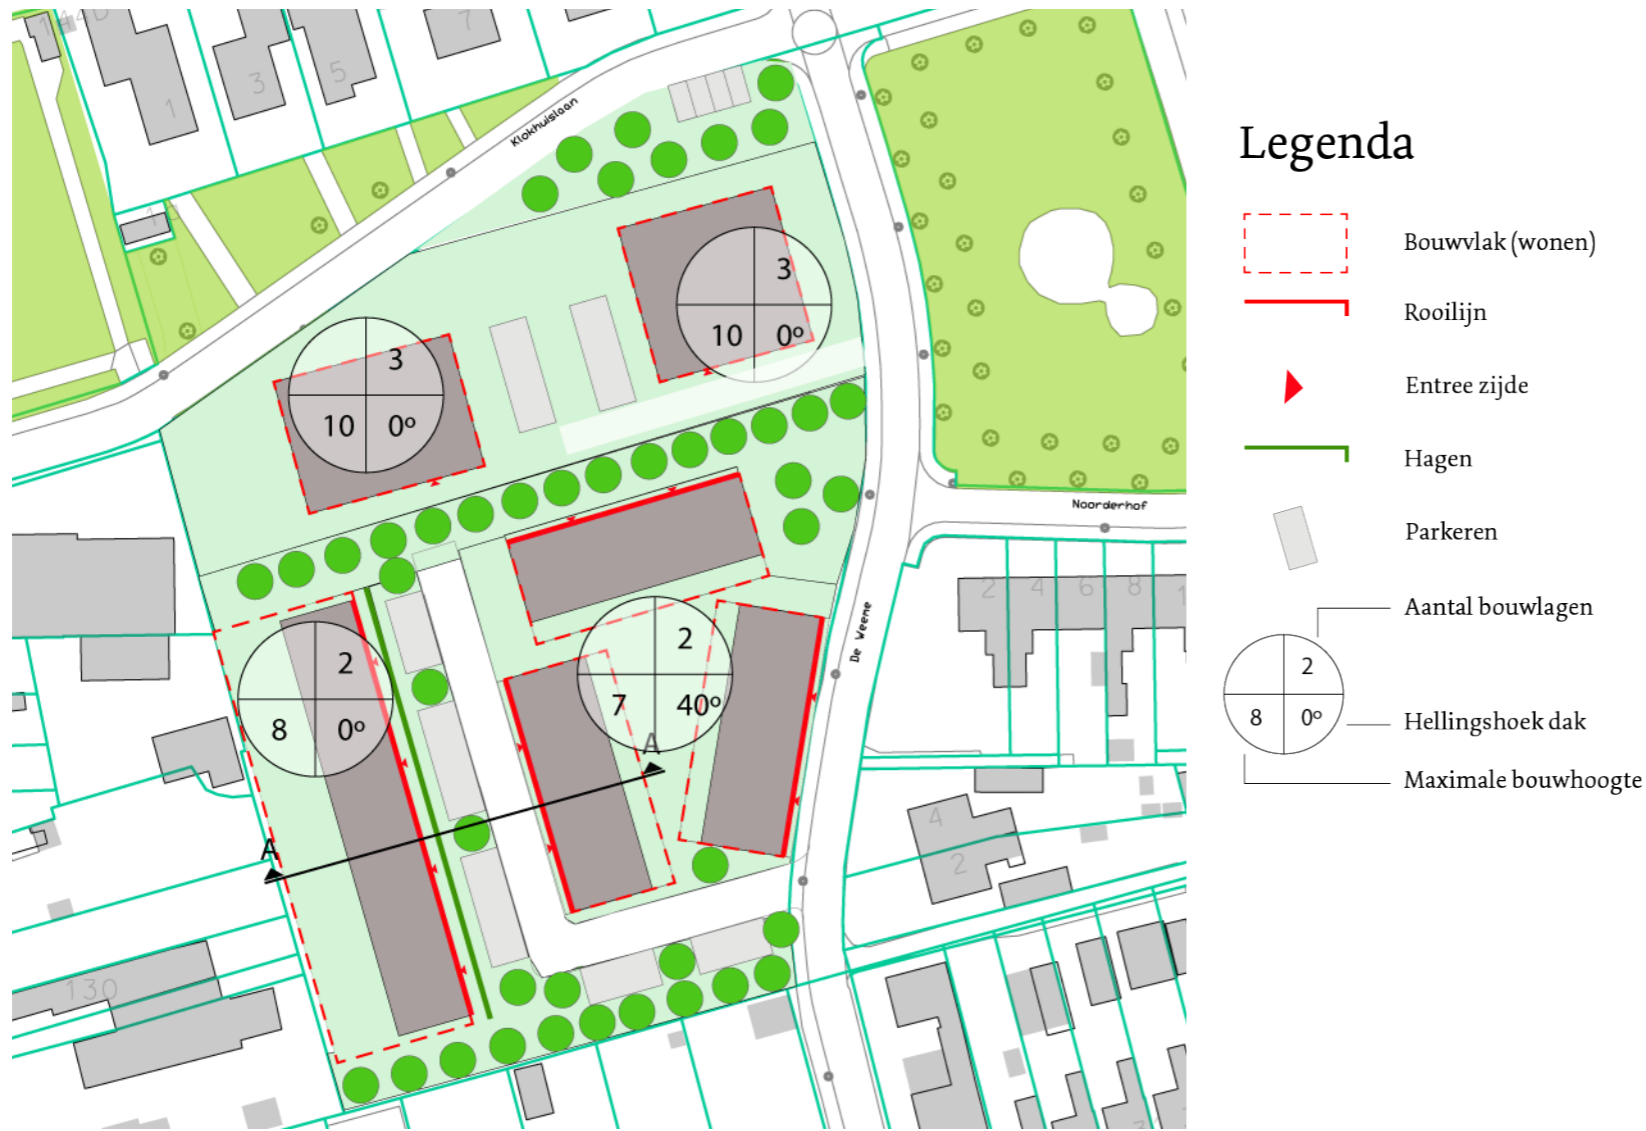 7
1
3
5
Klokhuislaan
3
10
0º
3
10
0º
Noorderhof
2
4
6
8
De Weene
2
8
0º
2
7
40º
A
A
4
2
130
Legenda
Bouwvlak (wonen)
Rooilijn
Entree zijde
Hagen
Parkeren
Aantal bouwlagen
2
8
0º
Hellingshoek dak
Maximale bouwhoogte